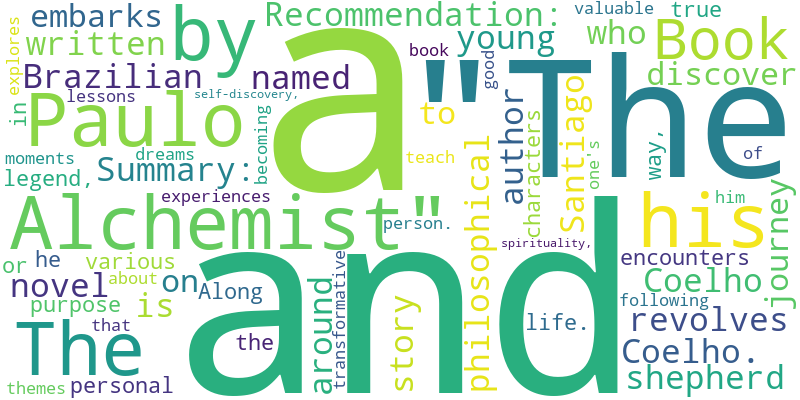 embarks
by
Recommendation:
valuable
true
explores
written
a
book
young
who
Book
Brazilian
named
"The
good
discover
in
lessons
self-discovery,
to
Paulo
becoming
author
characters
Santiago
one's
way,
of
moments
dreams
teach
legend,
Summary:
experiences
philosophical
his
him
journey
Alchemist"
person.
spirituality,
or
he
various
on
Along
around
transformative
and
encounters
novel
about
is
story
life.
Coelho
following
purpose
The
that
the
revolves
Coelho.
themes
personal
shepherd